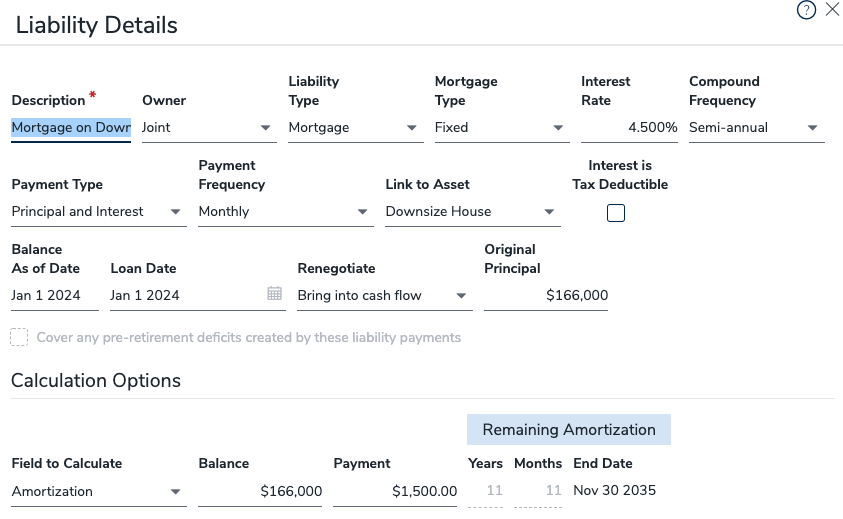 Liability Details
?
Description * Owner Liability Type Mortgage Type Interest Rate Compound Frequency
Mortgage on Down Joint Mortgage Fixed 4.500% Semi-annual
Payment Type Payment Frequency Link to Asset Interest is Tax Deductible
Principal and Interest Monthly Downsize House
Balance As of Date Loan Date Renegotiate Original Principal
Jan 1 2024 Jan 1 2024 Bring into cash flow $166,000
Cover any pre-retirement deficits created by these liability payments
Calculation Options
Remaining Amortization
Field to Calculate Balance Payment Years Months End Date
Amortization $166,000 $1,500.00 11 11 Nov 30 2035